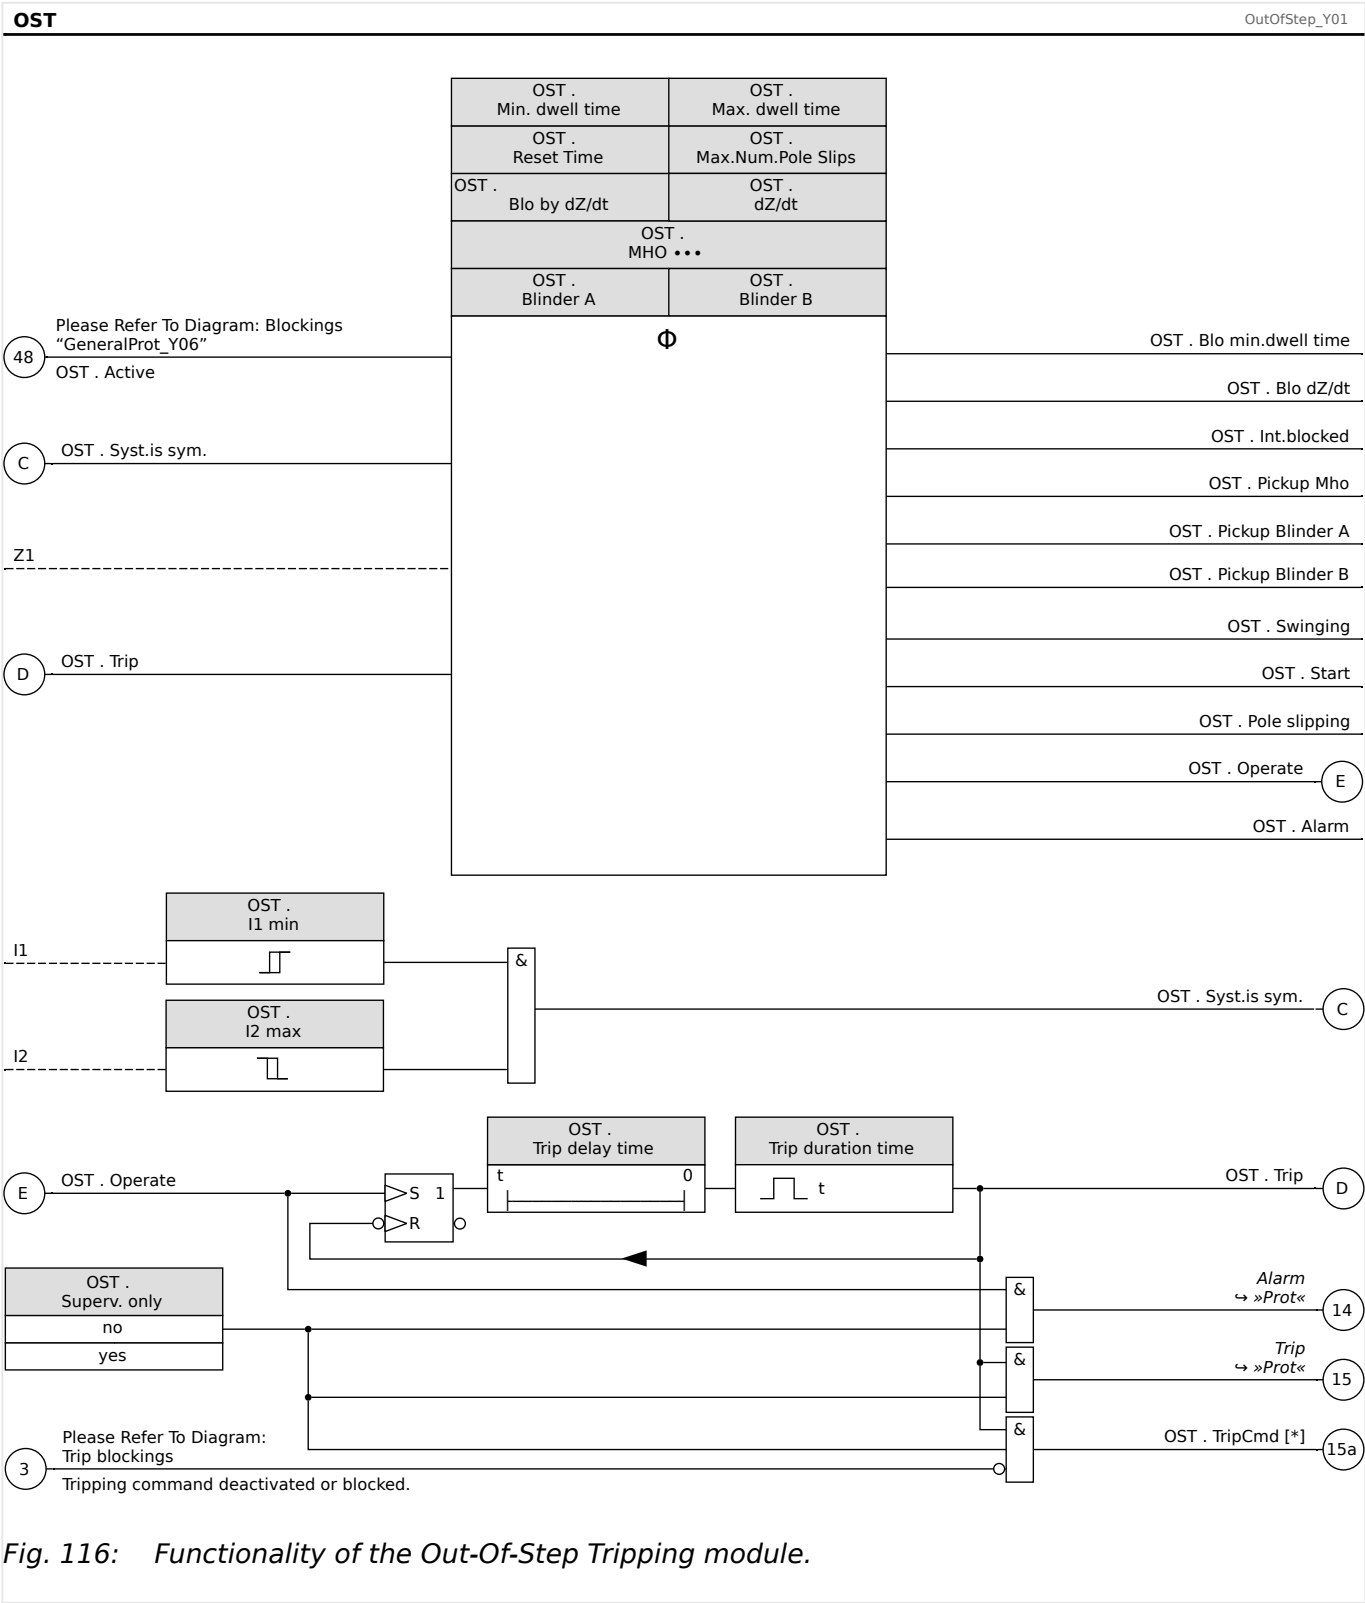 OST
OutOfStep_Y01
OST .
Min. dwell time
OST .
Max. dwell time
OST .
Reset Time
OST .
Max.Num.Pole Slips
OST .
Blo by dZ/dt
OST .
dZ/dt
OST .
MHO •••
OST .
Blinder A
OST .
Blinder B
Φ
Please Refer To Diagram: Blockings
“GeneralProt_Y06”
48
OST . Active
OST . Syst.is sym.
C
Z1
OST . Trip
D
OST . Blo min.dwell time
OST . Blo dZ/dt
OST . Int.blocked
OST . Pickup Mho
OST . Pickup Blinder A
OST . Pickup Blinder B
OST . Swinging
OST . Start
OST . Pole slipping
OST . Operate
E
OST . Alarm
OST .
I1 min
I1
&
OST .
I2 max
I2
OST . Syst.is sym.
C
OST .
Trip delay time
t 0
OST .
Trip duration time
t
E
OST . Operate
S 1
R
OST . Trip
D
OST .
Superv. only
no
yes
&
Alarm
↪ »Prot«
14
&
Trip
↪ »Prot«
15
&
OST . TripCmd [*]
15a
Please Refer To Diagram:
Trip blockings
3
Tripping command deactivated or blocked.
Fig. 116: Functionality of the Out-Of-Step Tripping module.